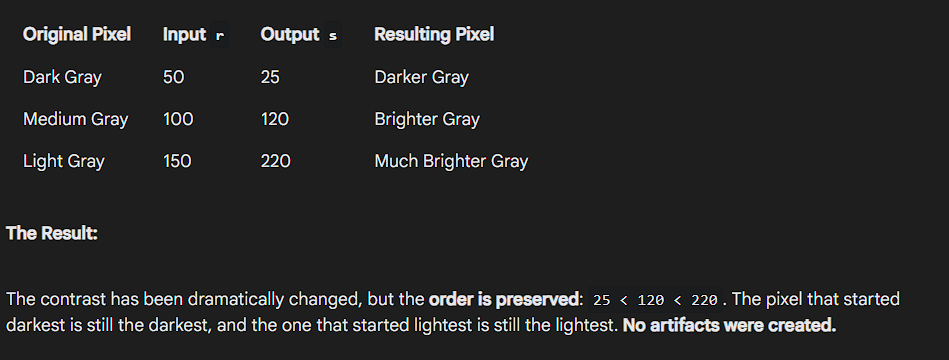 Original Pixel Input r Output s Resulting Pixel
Dark Gray 50 25 Darker Gray
Medium Gray 100 120 Brighter Gray
Light Gray 150 220 Much Brighter Gray
The Result:
The contrast has been dramatically changed, but the order is preserved: 25 < 120 < 220. The pixel that started
darkest is still the darkest, and the one that started lightest is still the lightest. No artifacts were created.